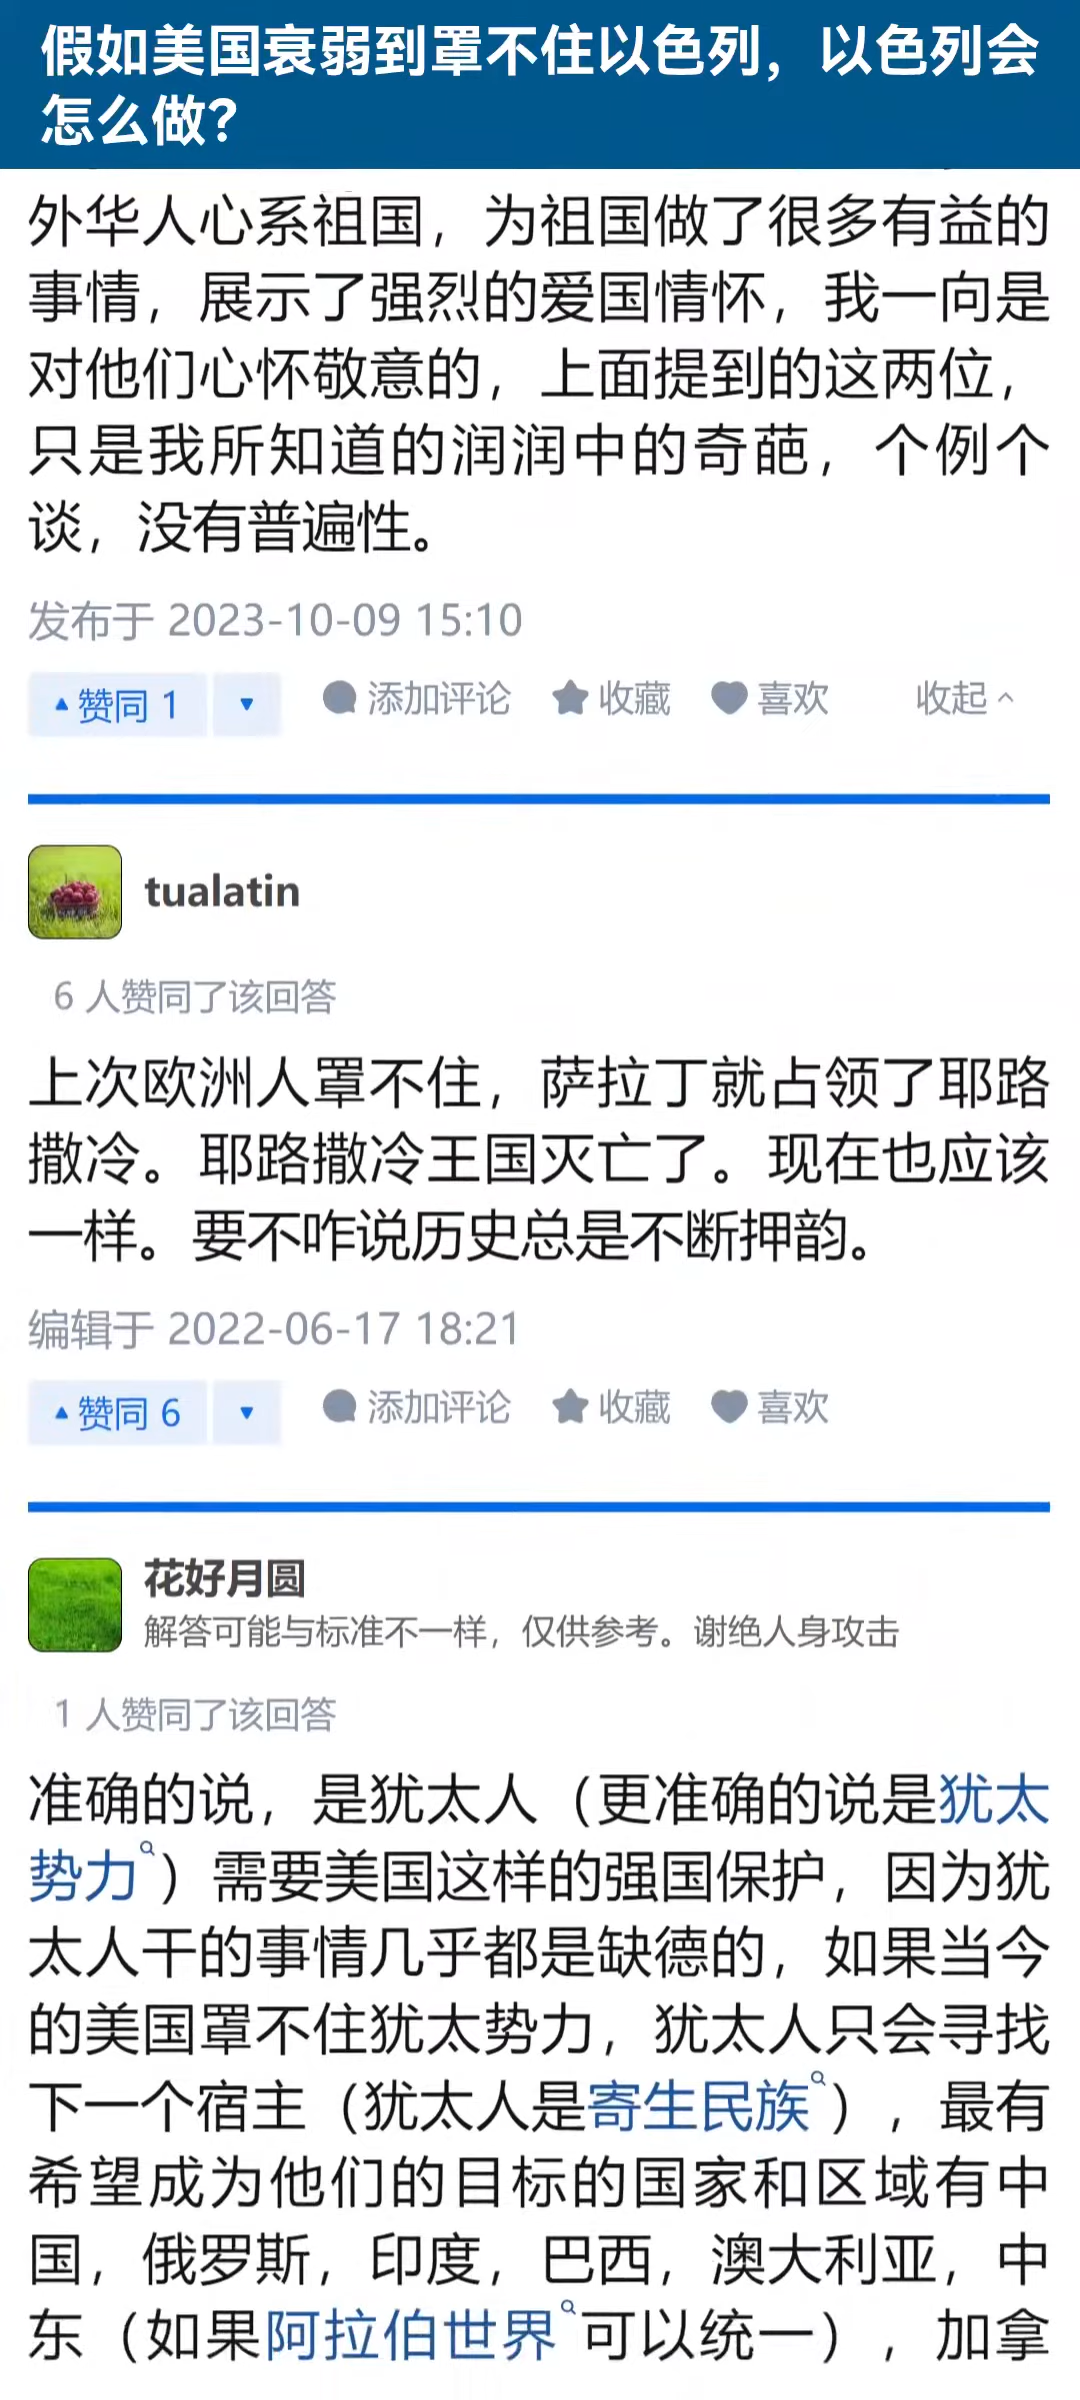 假如美国衰弱到罩不住以色列，以色列会
怎么做？
外华人心系祖国，为祖国做了很多有益的
事情，展示了强烈的爱国情怀，我一向是
对他们心怀敬意的，上面提到的这两位，
只是我所知道的润润中的奇葩，个例个
谈，没有普遍性。
发布于 2023-10-09 15:10
赞同 1 添加评论 收藏 喜欢 收起
tualatin
6 人赞同了该回答
上次欧洲人罩不住，萨拉丁就占领了耶路
撒冷。耶路撒冷王国灭亡了。现在也应该
一样。要不咋说历史总是不断押韵。
编辑于 2022-06-17 18:21
赞同 6 添加评论 收藏 喜欢
花好月圆
解答可能与标准不一样，仅供参考。谢绝人身攻击
1 人赞同了该回答
准确的说，是犹太人（更准确的说是犹太
势力）需要美国这样的强国保护，因为犹
太人干的事情几乎都是缺德的，如果当今
的美国罩不住犹太势力，犹太人只会寻找
下一个宿主（犹太人是寄生民族），最有
希望成为他们的目标的国家和区域有中
国，俄罗斯，印度，巴西，澳大利亚，中
东（如果阿拉伯世界可以统一），加拿